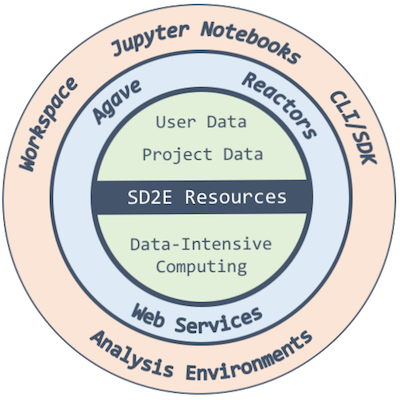 Jupyter Notebooks
Workspace
CLI/SDK
Agave
Reactors
User Data
Project Data
SD2E Resources
Data-Intensive
Computing
Web Services
Analysis Environments